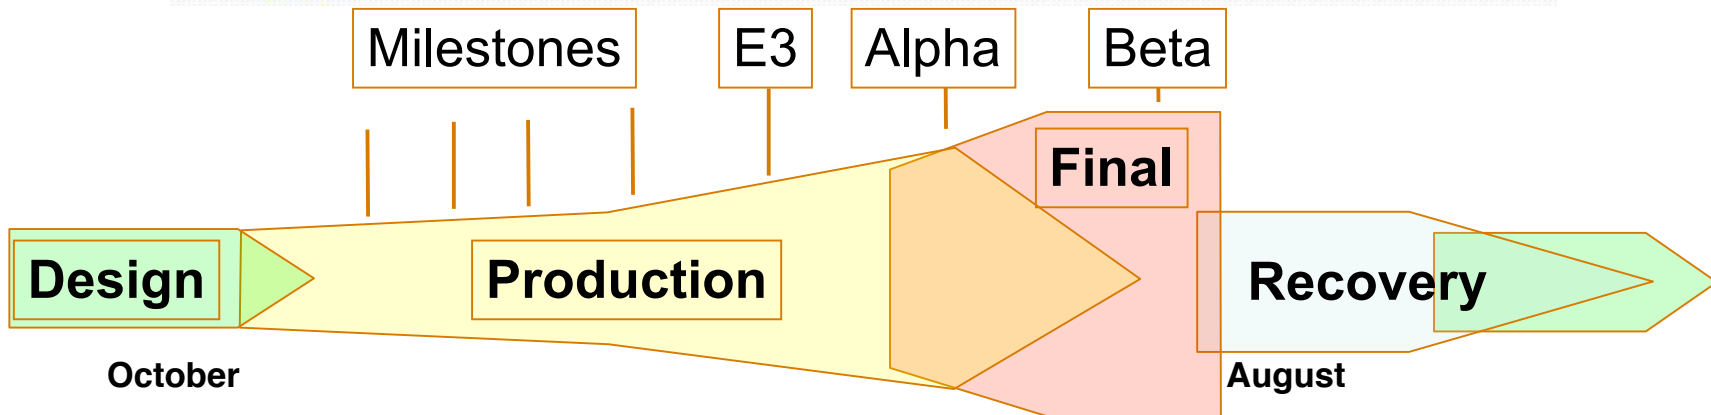 Milestones
E3
Alpha
Beta
Final
Design
Production
Recovery
October
August